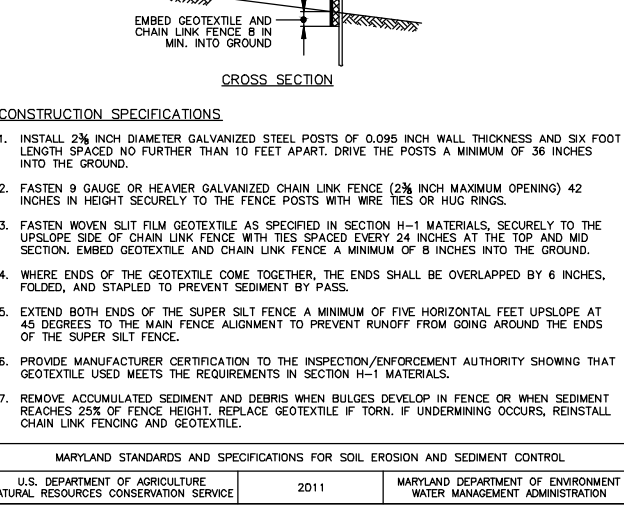 EMBED GEOTEXTILE AND
CHAIN LINK FENCE 8 IN
MIN. INTO GROUND
CROSS SECTION
CONSTRUCTION SPECIFICATIONS
1. INSTALL 2⅜ INCH DIAMETER GALVANIZED STEEL POSTS OF 0.095 INCH WALL THICKNESS AND SIX FOOT
LENGTH SPACED NO FURTHER THAN 10 FEET APART. DRIVE THE POSTS A MINIMUM OF 36 INCHES
INTO THE GROUND.
2. FASTEN 9 GAUGE OR HEAVIER GALVANIZED CHAIN LINK FENCE (2⅜ INCH MAXIMUM OPENING) 42
INCHES IN HEIGHT SECURELY TO THE FENCE POSTS WITH WIRE TIES OR HUG RINGS.
3. FASTEN WOVEN SLIT FILM GEOTEXTILE AS SPECIFIED IN SECTION H-1 MATERIALS, SECURELY TO THE
UPSLOPE SIDE OF CHAIN LINK FENCE WITH TIES SPACED EVERY 24 INCHES AT THE TOP AND MID
SECTION. EMBED GEOTEXTILE AND CHAIN LINK FENCE A MINIMUM OF 8 INCHES INTO THE GROUND.
4. WHERE ENDS OF THE GEOTEXTILE COME TOGETHER, THE ENDS SHALL BE OVERLAPPED BY 6 INCHES,
FOLDED, AND STAPLED TO PREVENT SEDIMENT BY PASS.
5. EXTEND BOTH ENDS OF THE SUPER SILT FENCE A MINIMUM OF FIVE HORIZONTAL FEET UPSLOPE AT
45 DEGREES TO THE MAIN FENCE ALIGNMENT TO PREVENT RUNOFF FROM GOING AROUND THE ENDS
OF THE SUPER SILT FENCE.
6. PROVIDE MANUFACTURER CERTIFICATION TO THE INSPECTION/ENFORCEMENT AUTHORITY SHOWING THAT
GEOTEXTILE USED MEETS THE REQUIREMENTS IN SECTION H-1 MATERIALS.
7. REMOVE ACCUMULATED SEDIMENT AND DEBRIS WHEN BULGES DEVELOP IN FENCE OR WHEN SEDIMENT
REACHES 25% OF FENCE HEIGHT. REPLACE GEOTEXTILE IF TORN. IF UNDERMINING OCCURS, REINSTALL
CHAIN LINK FENCING AND GEOTEXTILE.
MARYLAND STANDARDS AND SPECIFICATIONS FOR SOIL EROSION AND SEDIMENT CONTROL
U.S. DEPARTMENT OF AGRICULTURE
ATURAL RESOURCES CONSERVATION SERVICE
2011
MARYLAND DEPARTMENT OF ENVIRONMENT
WATER MANAGEMENT ADMINISTRATION